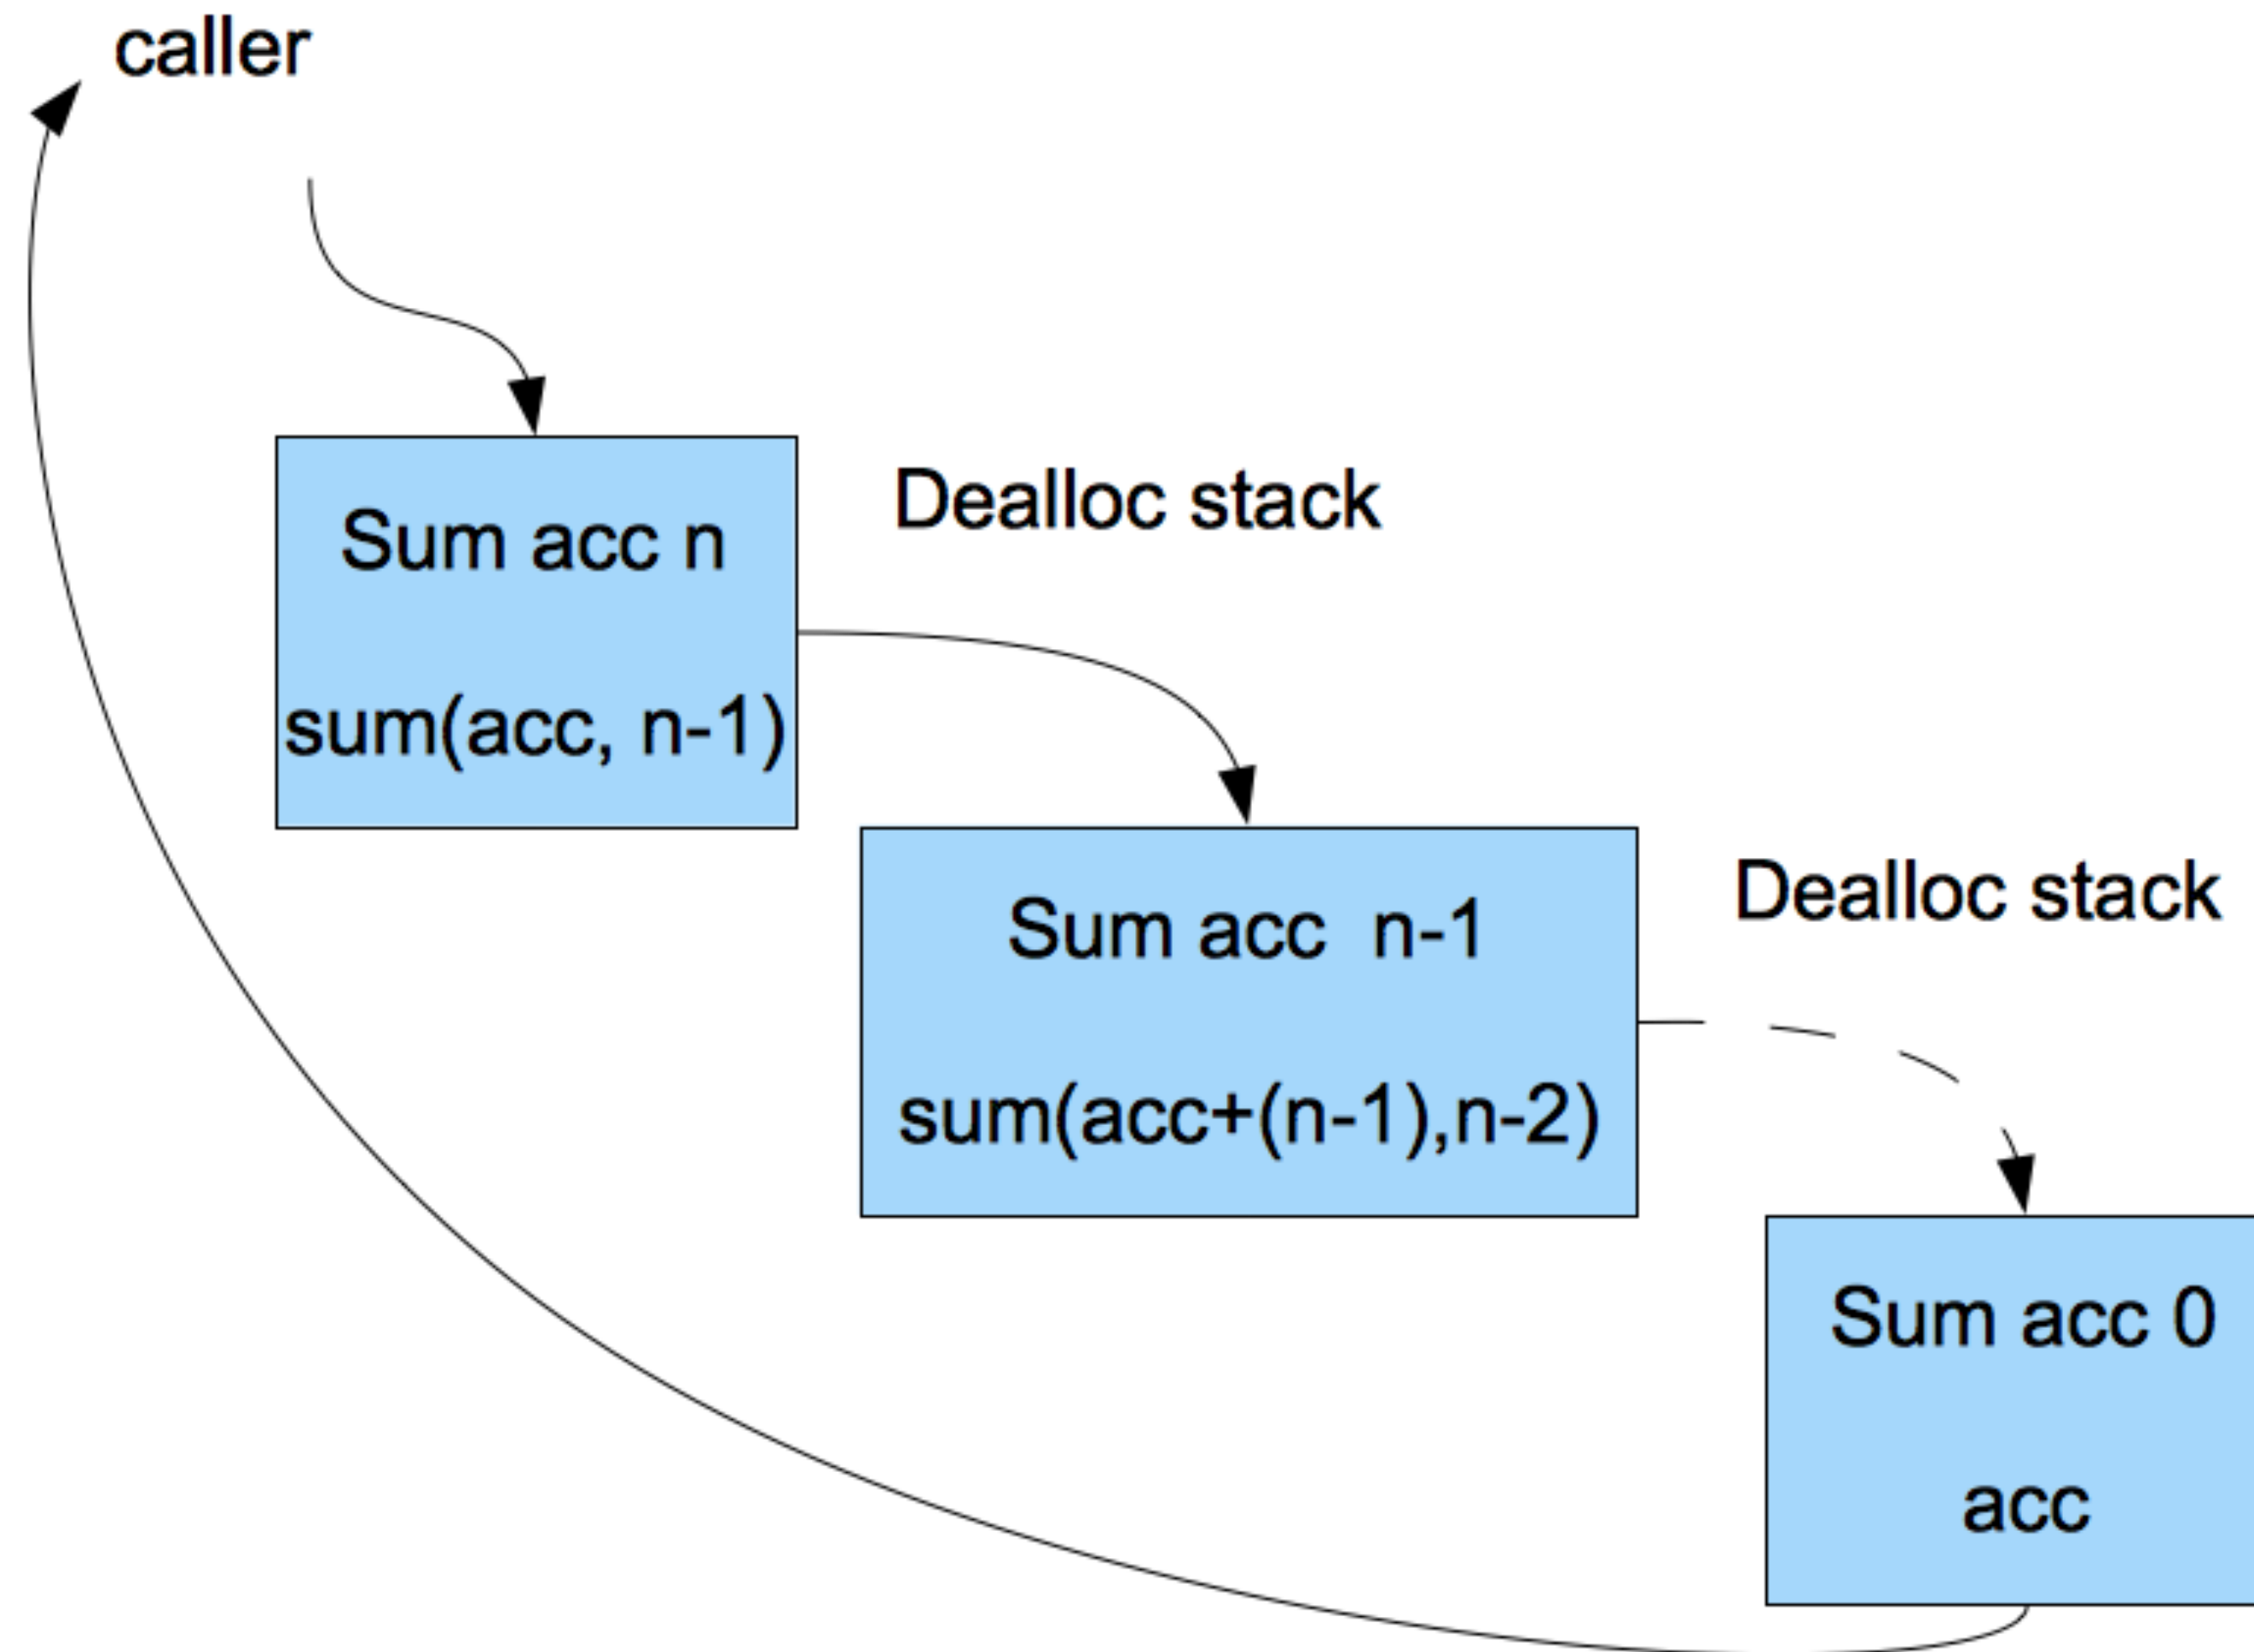 caller
Sum acc n
sum(acc, n-1)
Dealloc stack
Sum acc  n-1
sum(acc+(n-1),n-2)
Dealloc stack
Sum acc 0
acc